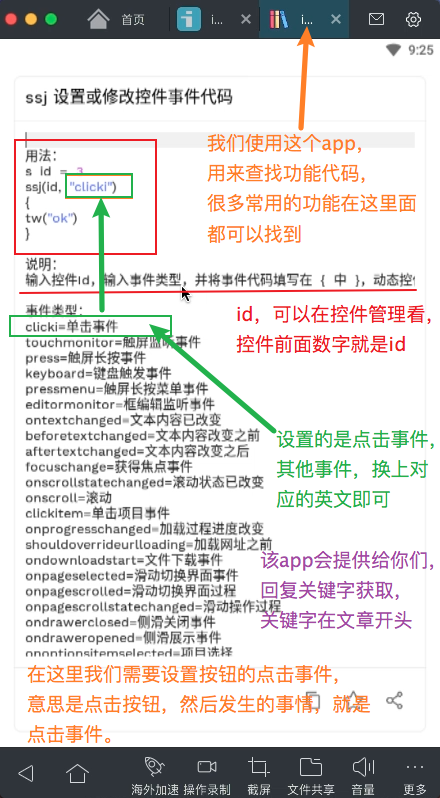 首页
i...
i...
9:25
ssj 设置或修改控件事件代码
我们使用这个app,
用来查找功能代码,
很多常用的功能在这里面
都可以找到
用法:
s id = 3
ssj(id, "clicki")
{
tw("ok")
}
说明:
输入控件Id, 输入事件类型, 并将事件代码填写在 { 中 }, 动态控
id, 可以在控件管理看,
控件前面数字就是id
事件类型:
clicki=单击事件
touchmonitor=触屏监听事件
press=触屏长按事件
keyboard=键盘触发事件
pressmenu=触屏长按菜单事件
editormonitor=框编辑监听事件
ontextchanged=文本内容已改变
beforetextchanged=文本内容改变之前
aftertextchanged=文本内容改变之后
focuschange=获得焦点事件
onscrollstatechanged=滚动状态已改变
onscroll=滚动
clickitem=单击项目事件
onprogresschanged=加载过程进度改变
shouldoverrideurlloading=加载网址之前
ondownloadstart=文件下载事件
onpageselected=滑动切换界面事件
onpagescrolled=滑动切换界面过程
onpagescrollstatechanged=滑动操作过程
ondrawerclosed=侧滑关闭事件
ondraweropened=侧滑展示事件
onoptionsitemselected=项目选择
设置的是点击事件,
其他事件, 换上对
应的英文即可
该app会提供给你们,
回复关键字获取,
关键字在文章开头
在这里我们需要设置按钮的点击事件,
意思是点击按钮, 然后发生的事情, 就是
点击事件。
海外加速 操作录制 截屏 文件共享 音量 更多